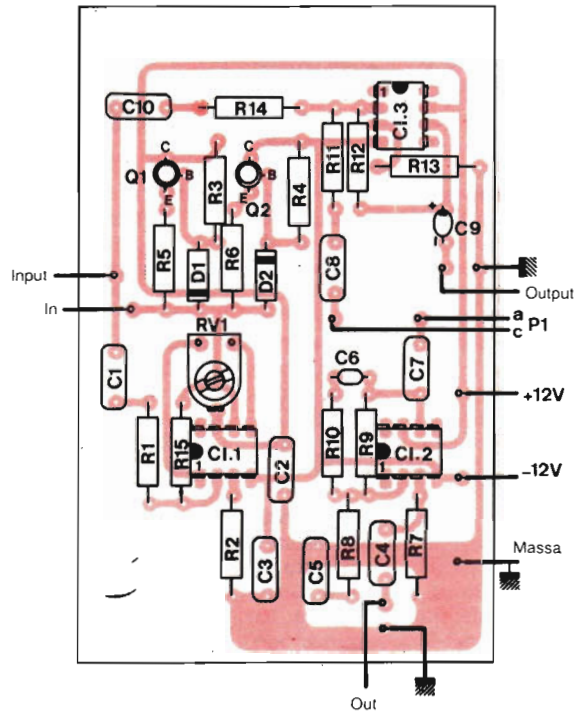 C10
R14
1
CI.3
C
C
R11
R12
R13
Q1
B
R3
B
R4
E
E
Q2
+
C9
R5
D1
R6
D2
C8
Input
Output
In
a
P1
c
RV1
C1
C6
C7
+12V
R1
R15
1
CI.1
C2
R10
R9
1
CI.2
-12V
R2
C3
C5
R8
C4
R7
Massa
Out